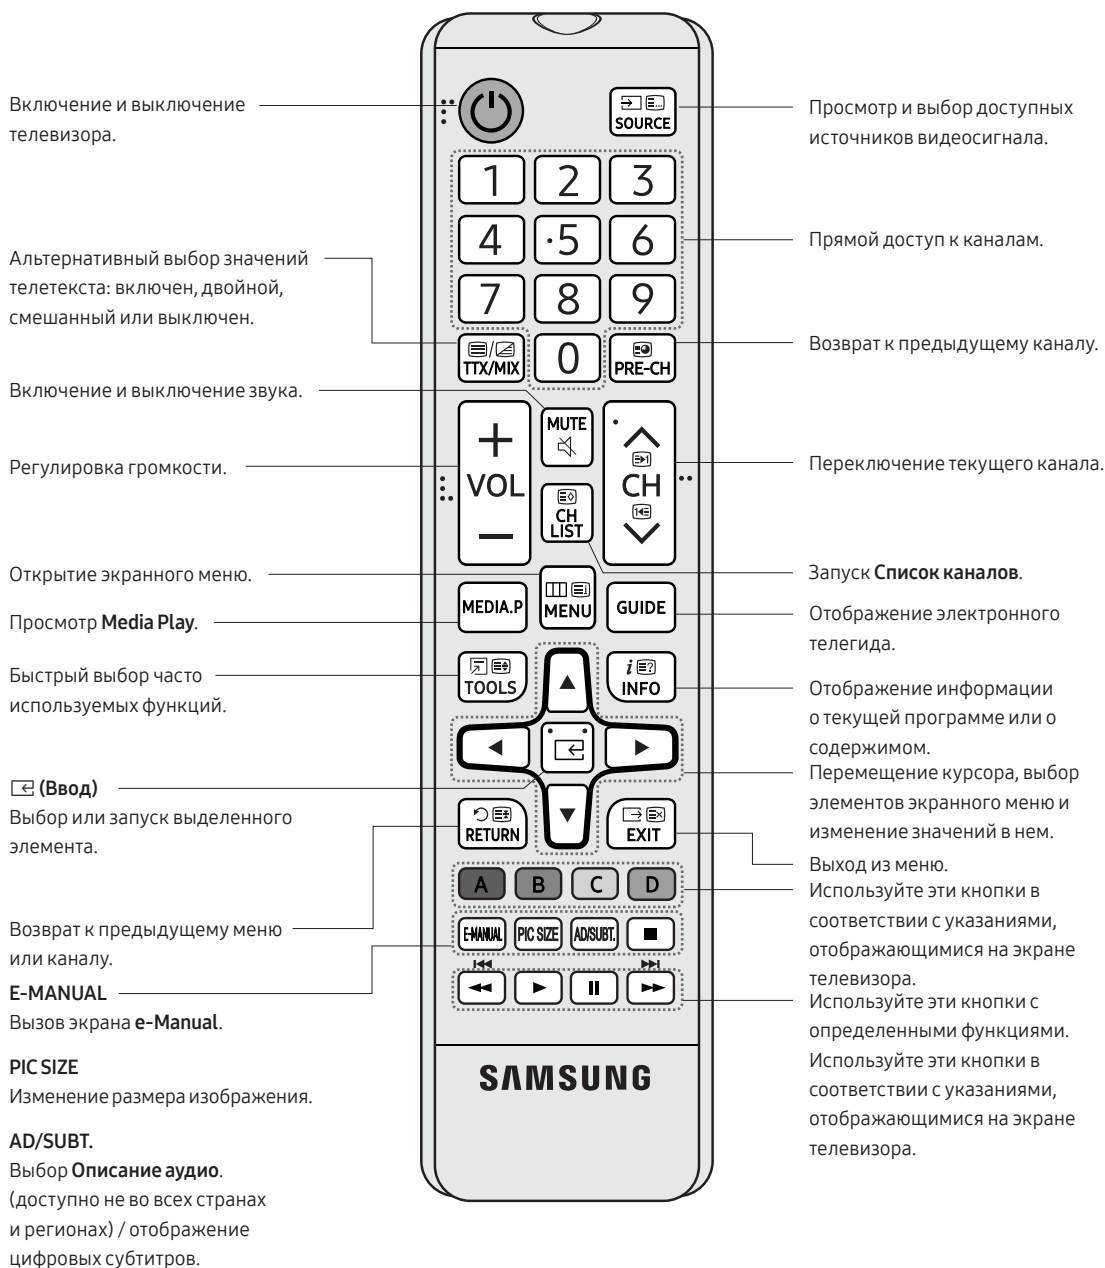 Включение и выключение
телевизора.
Альтернативный выбор значений
телетекста: включен, двойной,
смешанный или выключен.
Включение и выключение звука.
Регулировка громкости.
Открытие экранного меню.
Просмотр Media Play.
Быстрый выбор часто
используемых функций.
(Ввод)
Выбор или запуск выделенного
элемента.
Возврат к предыдущему меню
или каналу.
E-MANUAL
Вызов экрана e-Manual.
PIC SIZE
Изменение размера изображения.
AD/SUBT.
Выбор Описание аудио.
(доступно не во всех странах
и регионах) / отображение
цифровых субтитров.
SOURCE
1 2 3
4 5 6
7 8 9
TTX/MIX 0 PRE-CH
MUTE
+
VOL
−
CH
CH
LIST
MEDIA.P MENU GUIDE
TOOLS INFO
RETURN EXIT
A B C D
E-MANUAL PIC SIZE AD/SUBT.
SAMSUNG
Просмотр и выбор доступных
источников видеосигнала.
Прямой доступ к каналам.
Возврат к предыдущему каналу.
Переключение текущего канала.
Запуск Список каналов.
Отображение электронного
телегида.
Отображение информации
о текущей программе или о
содержимом.
Перемещение курсора, выбор
элементов экранного меню и
изменение значений в нем.
Выход из меню.
Используйте эти кнопки в
соответствии с указаниями,
отображающимися на экране
телевизора.
Используйте эти кнопки с
определенными функциями.
Используйте эти кнопки в
соответствии с указаниями,
отображающимися на экране
телевизора.